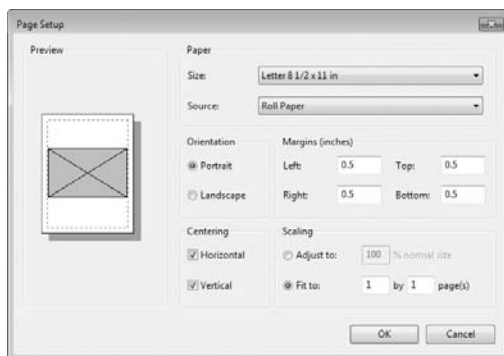 Page Setup
Preview
Paper
Size: Letter 8 1/2 x 11 in
Source: Roll Paper
Orientation
Portrait
Landscape
Margins (inches)
Left: 0.5 Top: 0.5
Right: 0.5 Bottom: 0.5
Centering
Horizontal
Vertical
Scaling
Adjust to: 100 % normal size
Fit to: 1 by 1 page(s)
OK Cancel